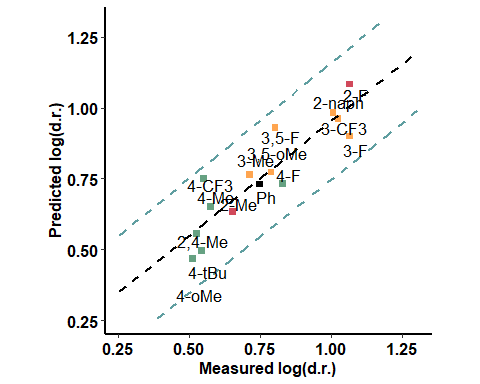 Predicted log(d.r.)
1.25
1.00
0.75
0.50
0.25
2-F
2-naph
3-CF3
3,5-F
3-F
3,5-oMe
3-Me
4-F
4-CF3
4-Me
Ph
2-Me
2,4-Me
4-tBu
4-oMe
0.25 0.50 0.75 1.00 1.25
Measured log(d.r.)